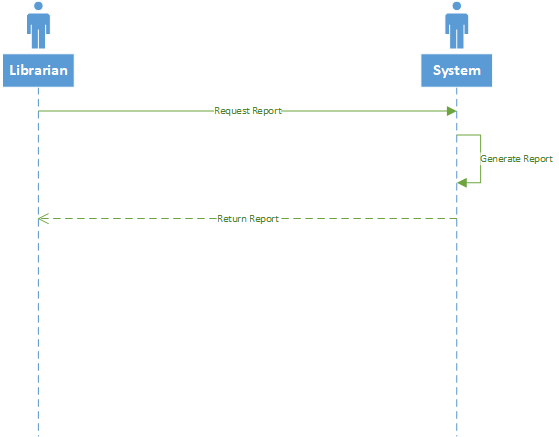 Librarian
System
Request Report
Generate Report
Return Report